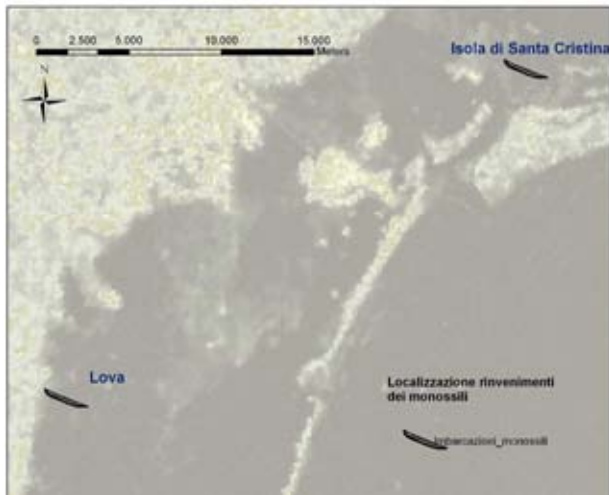 0 2.500 5.000 10.000 15.000
Meters
Isola di Santa Cristina
N
Lova
Localizzazione rinvenimenti
dei monossili
Imbarcazioni_monossili